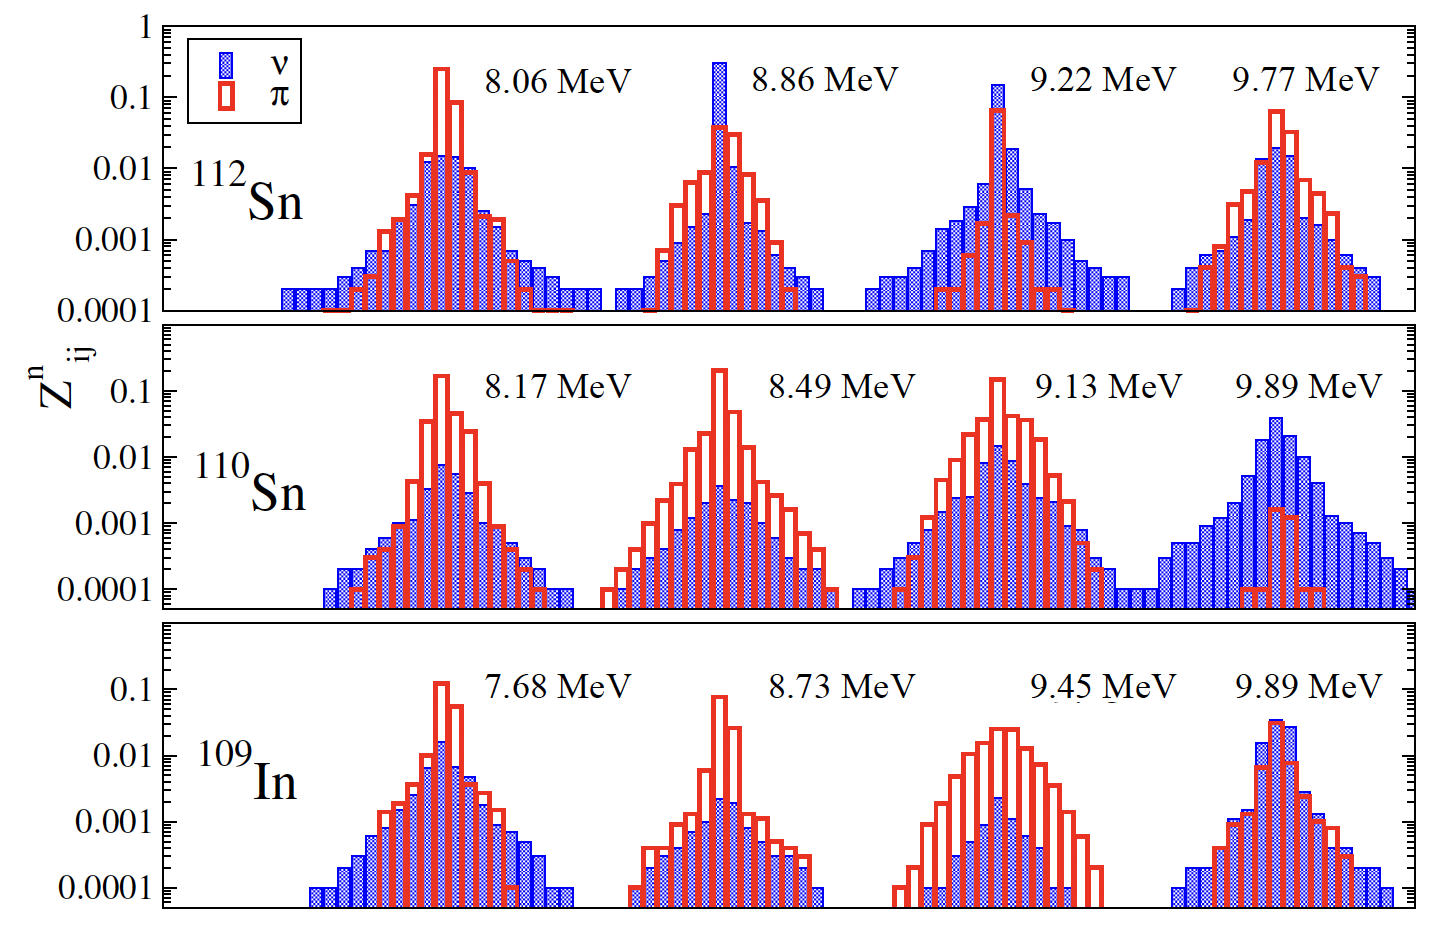 1
ν
π
8.06 MeV 8.86 MeV 9.22 MeV 9.77 MeV
0.1
0.01
¹¹²Sn
0.001
0.0001
Zⁿᵢⱼ
8.17 MeV 8.49 MeV 9.13 MeV 9.89 MeV
0.1
0.01
¹¹⁰Sn
0.001
0.0001
7.68 MeV 8.73 MeV 9.45 MeV 9.89 MeV
0.1
0.01
¹⁰⁹In
0.001
0.0001